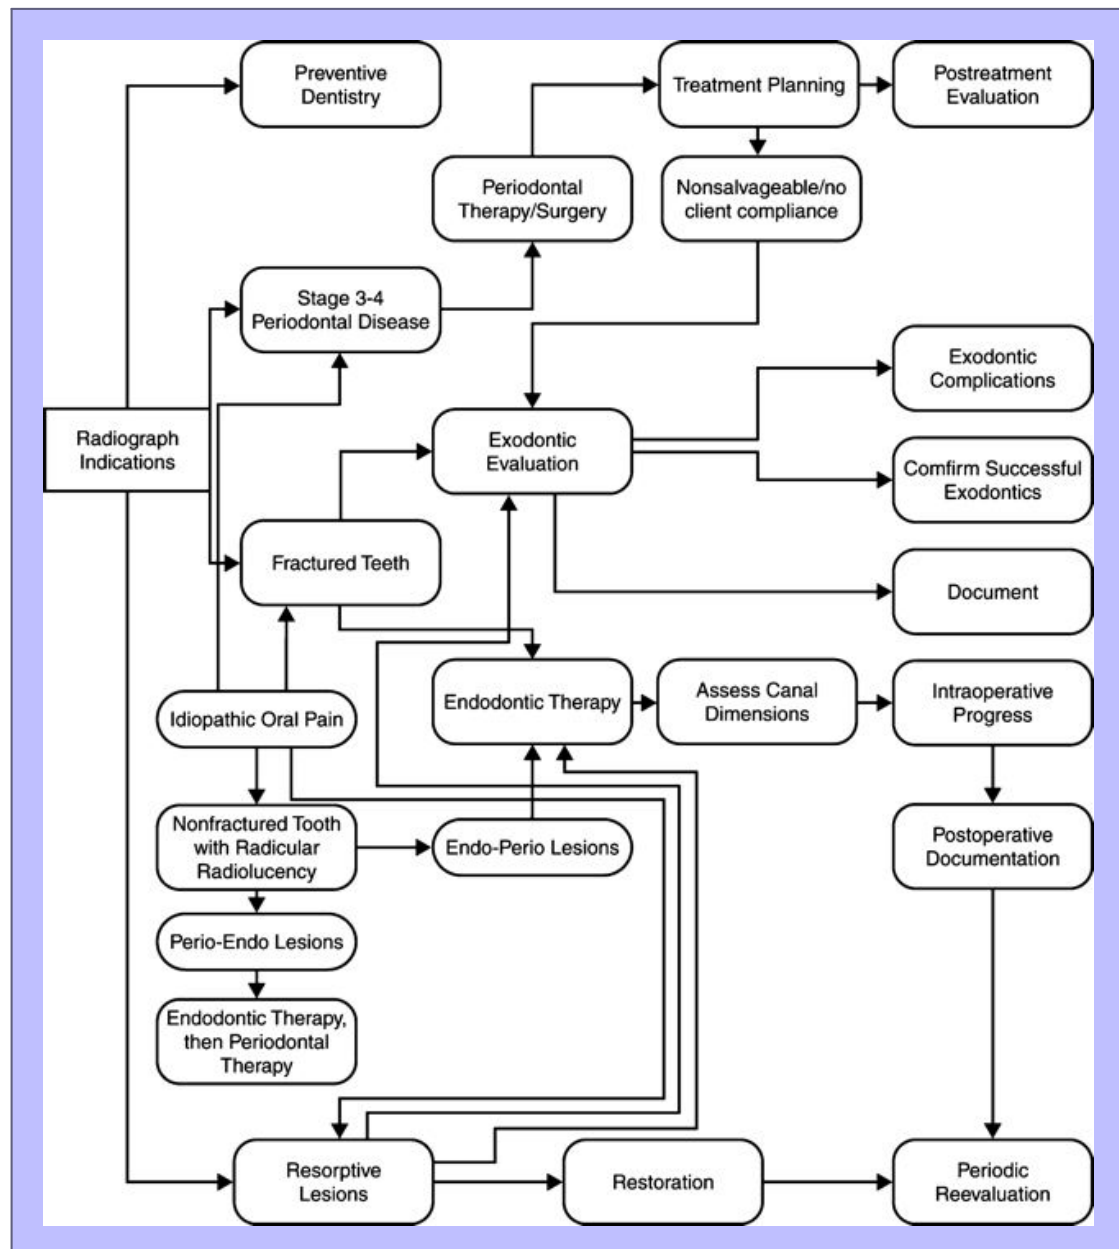 Preventive
Dentistry
Treatment Planning
Postreatment
Evaluation
Periodontal
Therapy/Surgery
Nonsalvageable/no
client compliance
Stage 3-4
Periodontal Disease
Exodontic
Complications
Radiograph
Indications
Exodontic
Evaluation
Comfirm Successful
Exodontics
Fractured Teeth
Document
Idiopathic Oral Pain
Endodontic Therapy
Assess Canal
Dimensions
Intraoperative
Progress
Nonfractured Tooth
with Radicular
Radiolucency
Endo-Perio Lesions
Postoperative
Documentation
Perio-Endo Lesions
Endodontic Therapy,
then Periodontal
Therapy
Resorptive
Lesions
Restoration
Periodic
Reevaluation